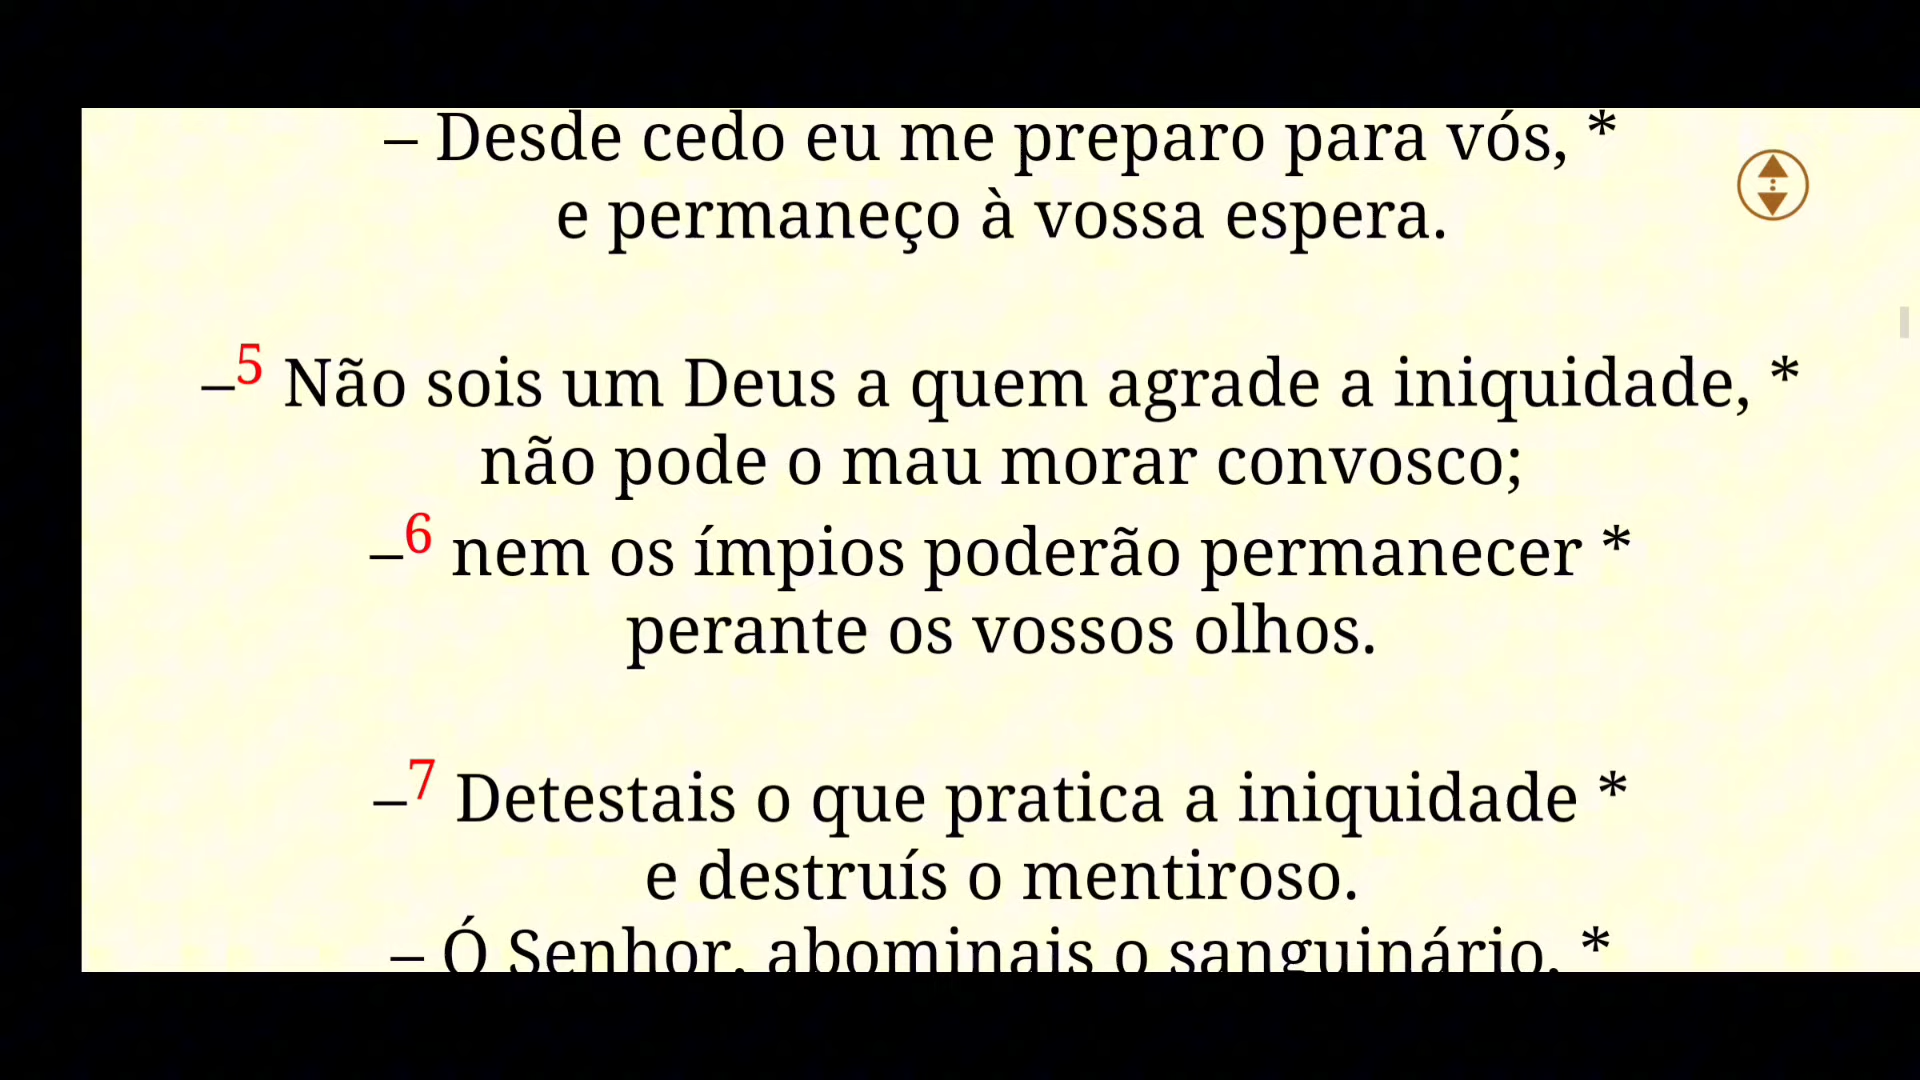 – Desde cedo eu me preparo para vós, *
e permaneço à vossa espera.
–5 Não sois um Deus a quem agrade a iniquidade, *
não pode o mau morar convosco;
–6 nem os ímpios poderão permanecer *
perante os vossos olhos.
–7 Detestais o que pratica a iniquidade *
e destruís o mentiroso.
– Ó Senhor, abominais o sanguinário, *